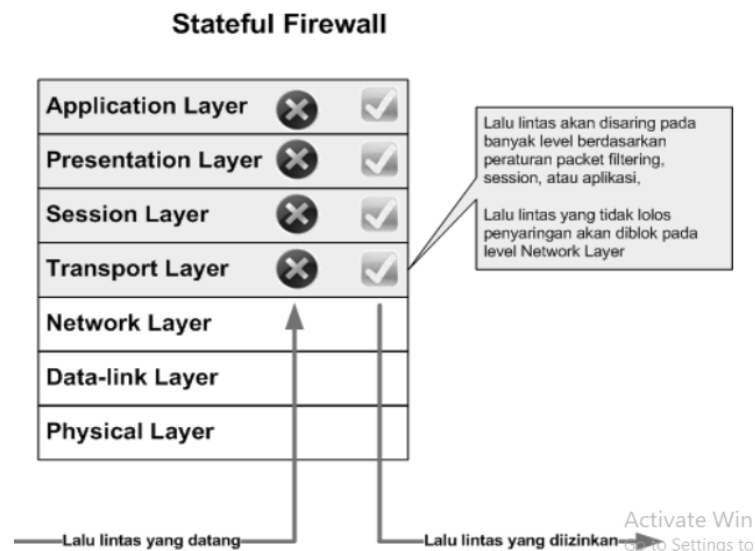 Stateful Firewall
Application Layer
Presentation Layer
Session Layer
Transport Layer
Network Layer
Data-link Layer
Physical Layer
Lalu lintas akan disaring pada
banyak level berdasarkan
peraturan packet filtering,
session, atau aplikasi,
Lalu lintas yang tidak lolos
penyaringan akan diblok pada
level Network Layer
Lalu lintas yang datang
Lalu lintas yang diizinkan
Activate Win
to Settings to